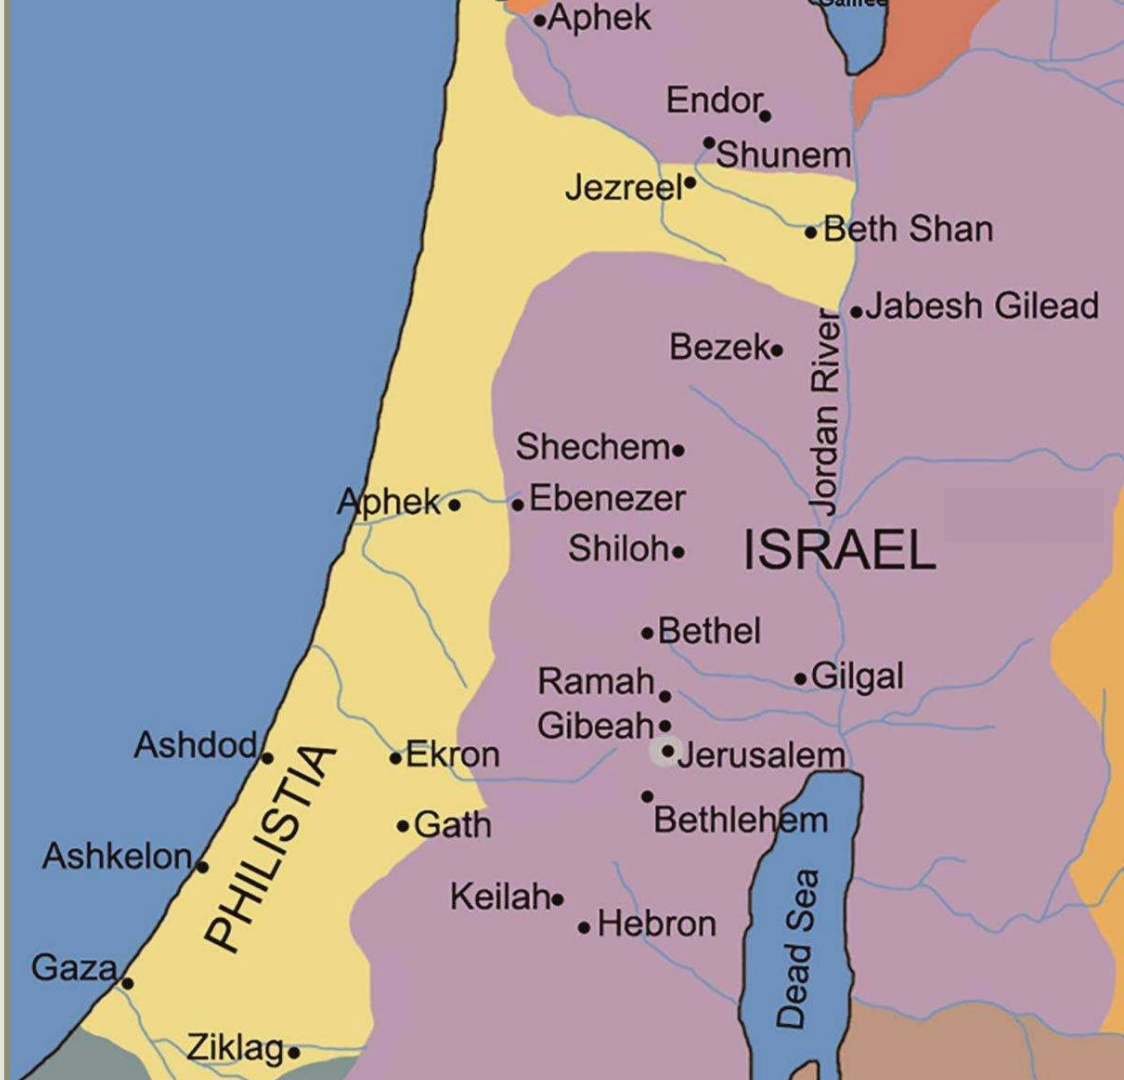 Galilee
Aphek
Endor
Shunem
Jezreel
Beth Shan
Jabesh Gilead
Bezek
Jordan River
Shechem
Aphek
Ebenezer
Shiloh
ISRAEL
Bethel
Ramah
Gilgal
Gibeah
Ashdod
Ekron
Jerusalem
PHILISTIA
Gath
Bethlehem
Ashkelon
Keilah
Hebron
Dead Sea
Gaza
Ziklag